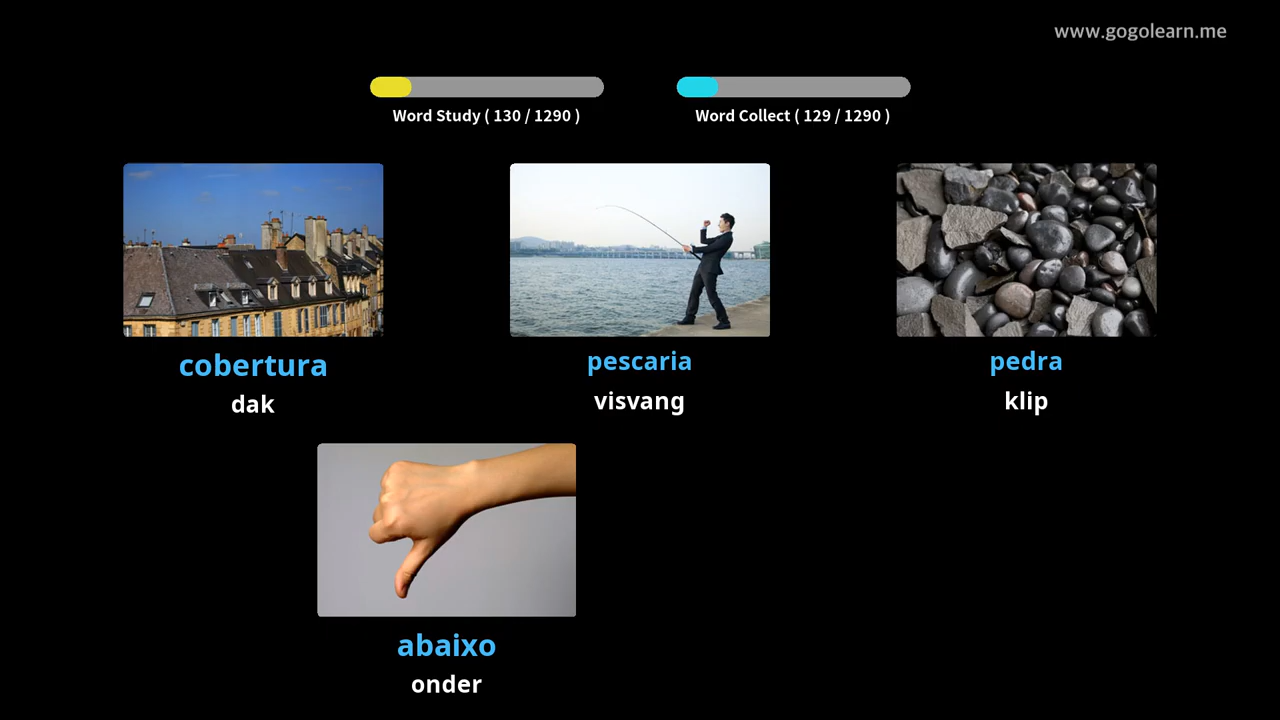 www.gogolearn.me
Word Study ( 130 / 1290 )
Word Collect ( 129 / 1290 )
cobertura
dak
pescaria
visvang
pedra
klip
abaixo
onder